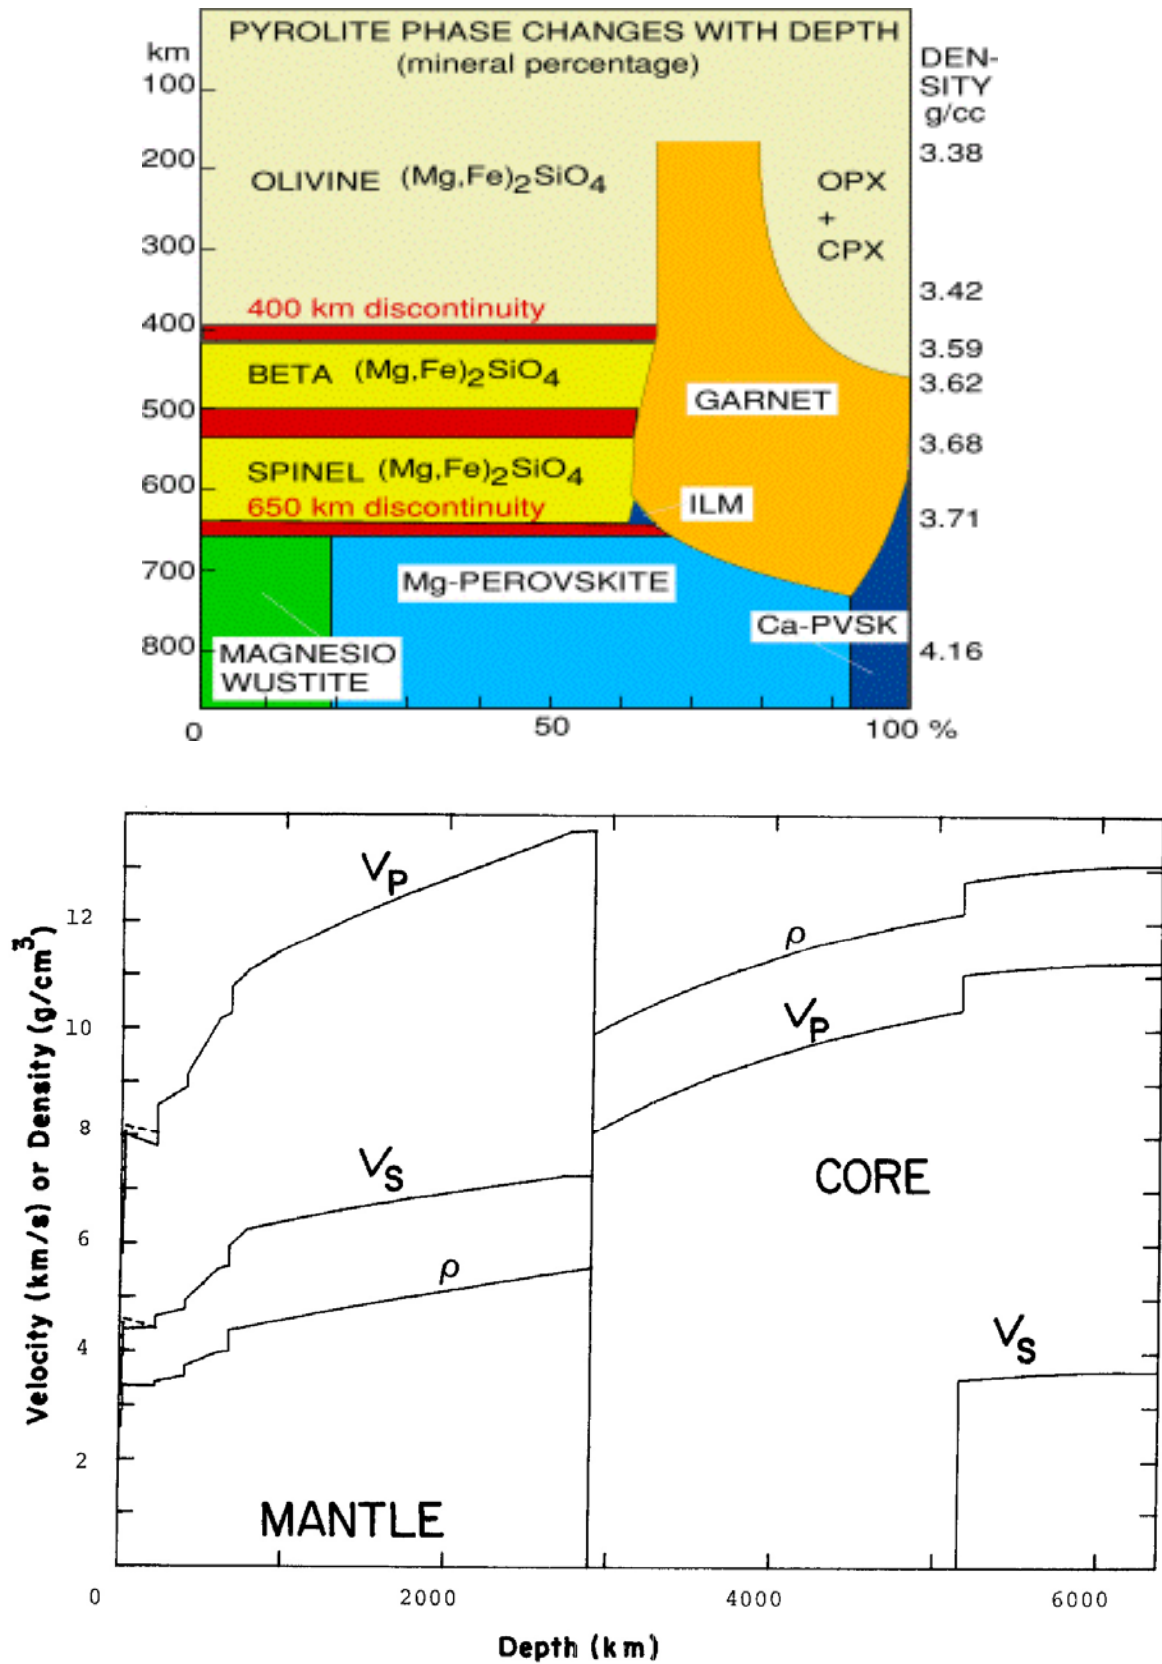 PYROLITE PHASE CHANGES WITH DEPTH
(mineral percentage)
km
100
200
300
400
500
600
700
800
DEN-
SITY
g/cc
3.38
3.42
3.59
3.62
3.68
3.71
4.16
OLIVINE (Mg,Fe)2SiO4
OPX
+
CPX
400 km discontinuity
BETA (Mg,Fe)2SiO4
GARNET
SPINEL (Mg,Fe)2SiO4
ILM
650 km discontinuity
Mg-PEROVSKITE
Ca-PVSK
MAGNESIO
WUSTITE
0
50
100 %
Velocity (km/s) or Density (g/cm3)
12
10
8
6
4
2
VP
VS
ρ
ρ
VP
CORE
VS
MANTLE
0
2000
4000
6000
Depth (km)